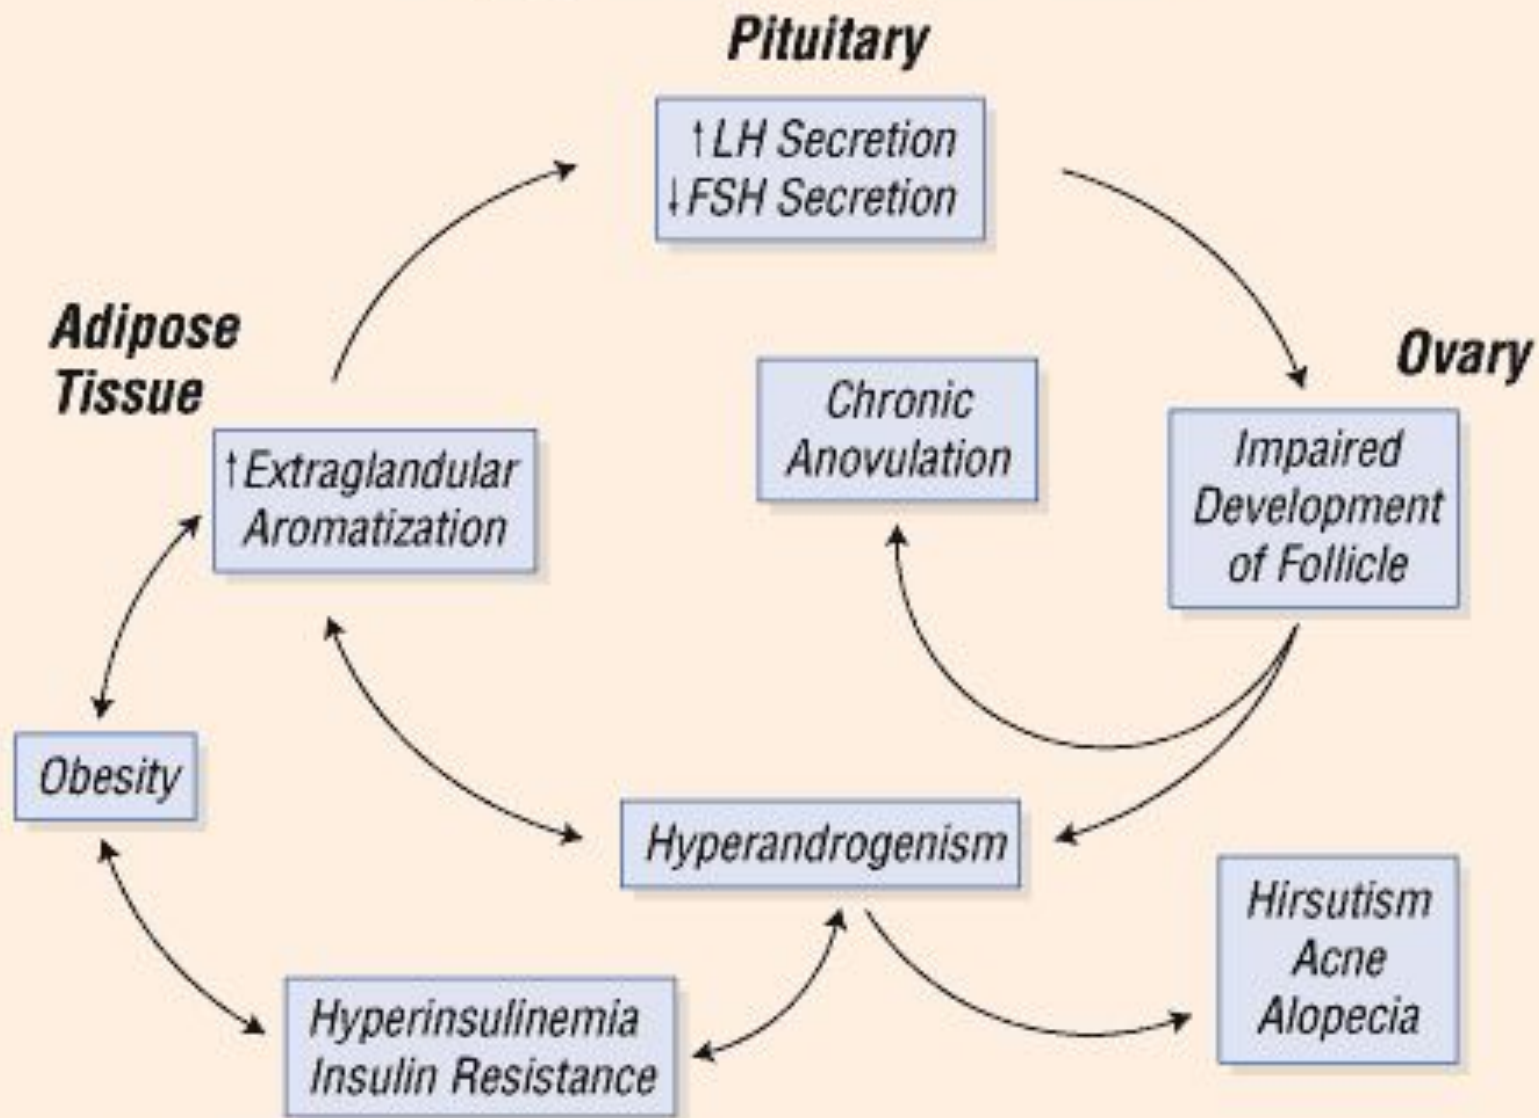 Pituitary
↑LH Secretion
↓FSH Secretion
Adipose
Tissue
↑Extraglandular
Aromatization
Chronic
Anovulation
Ovary
Impaired
Development
of Follicle
Obesity
Hyperandrogenism
Hirsutism
Acne
Alopecia
Hyperinsulinemia
Insulin Resistance